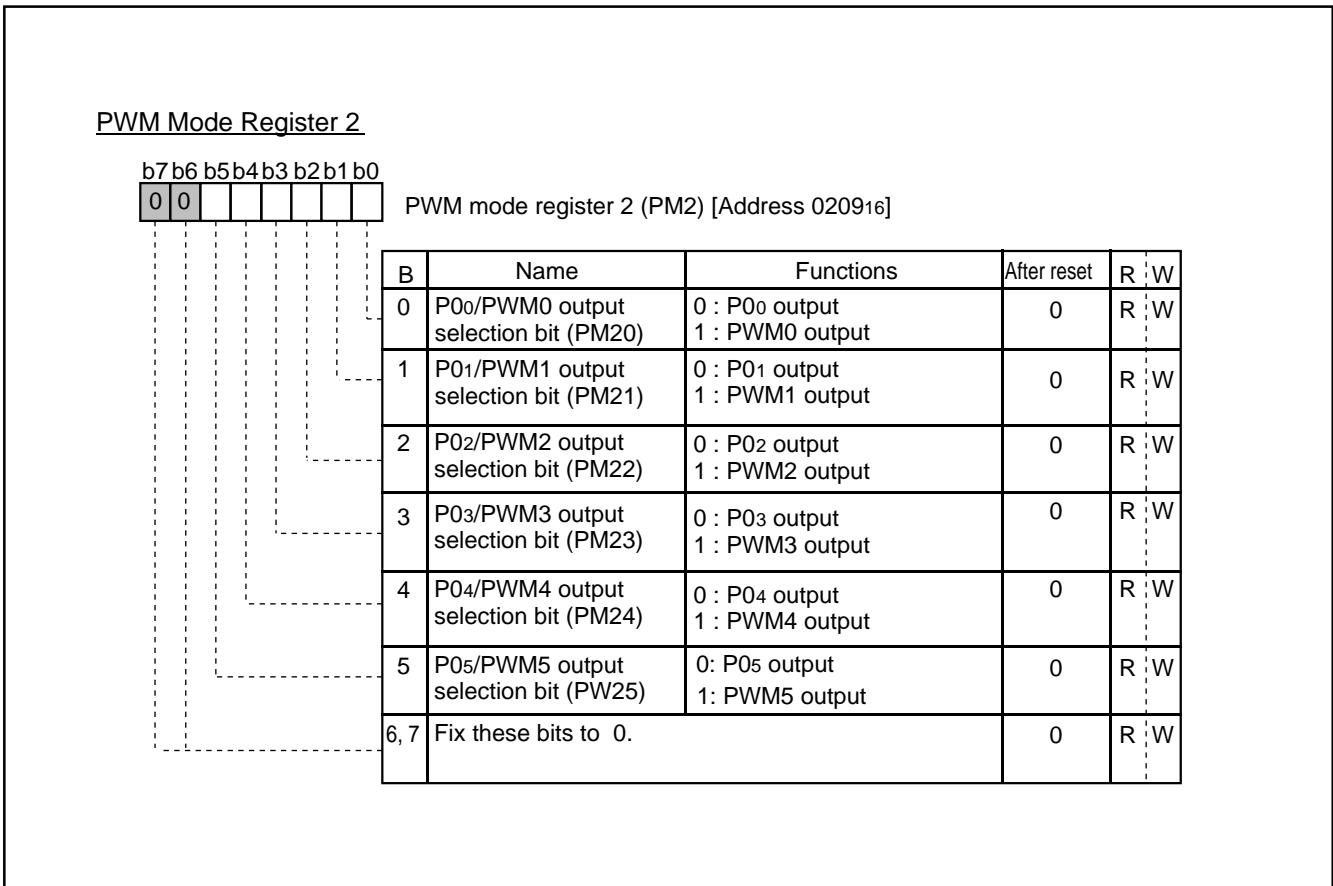 PWM Mode Register 2
b7 b6 b5 b4 b3 b2 b1 b0
0 0
PWM mode register 2 (PM2) [Address 020916]
B Name Functions After reset R W
0 P00/PWM0 output selection bit (PM20) 0 : P00 output 1 : PWM0 output 0 R W
1 P01/PWM1 output selection bit (PM21) 0 : P01 output 1 : PWM1 output 0 R W
2 P02/PWM2 output selection bit (PM22) 0 : P02 output 1 : PWM2 output 0 R W
3 P03/PWM3 output selection bit (PM23) 0 : P03 output 1 : PWM3 output 0 R W
4 P04/PWM4 output selection bit (PM24) 0 : P04 output 1 : PWM4 output 0 R W
5 P05/PWM5 output selection bit (PW25) 0: P05 output 1: PWM5 output 0 R W
6, 7 Fix these bits to 0. 0 R W